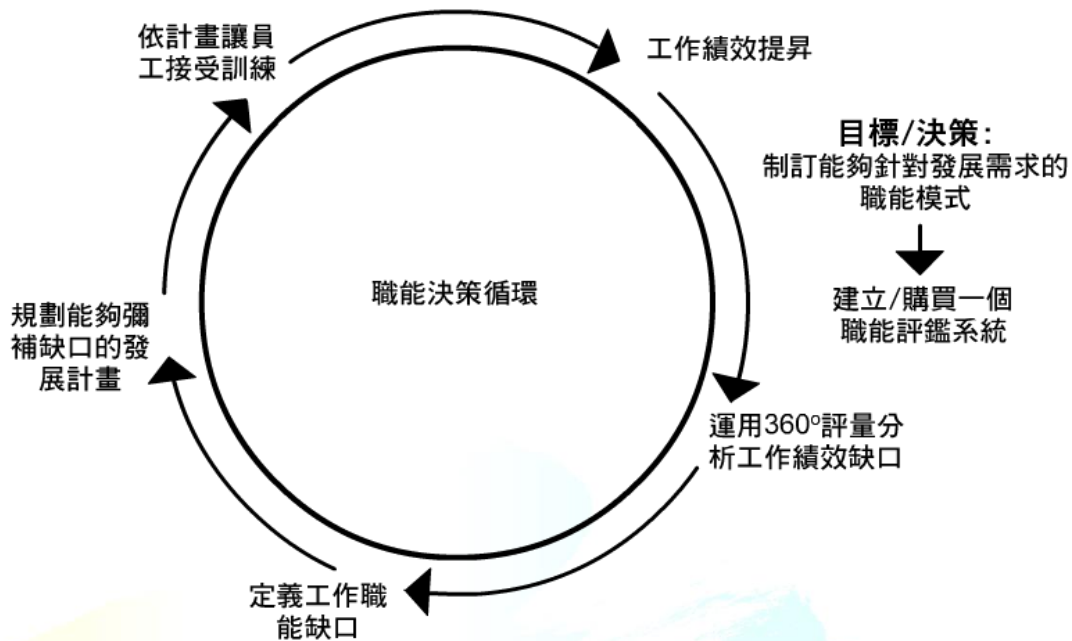 依計畫讓員
工接受訓練
工作績效提昇
目標/決策:
制訂能夠針對發展需求的
職能模式
建立/購買一個
職能評鑑系統
職能決策循環
規劃能夠彌
補缺口的發
展計畫
運用360º評量分
析工作績效缺口
定義工作職
能缺口